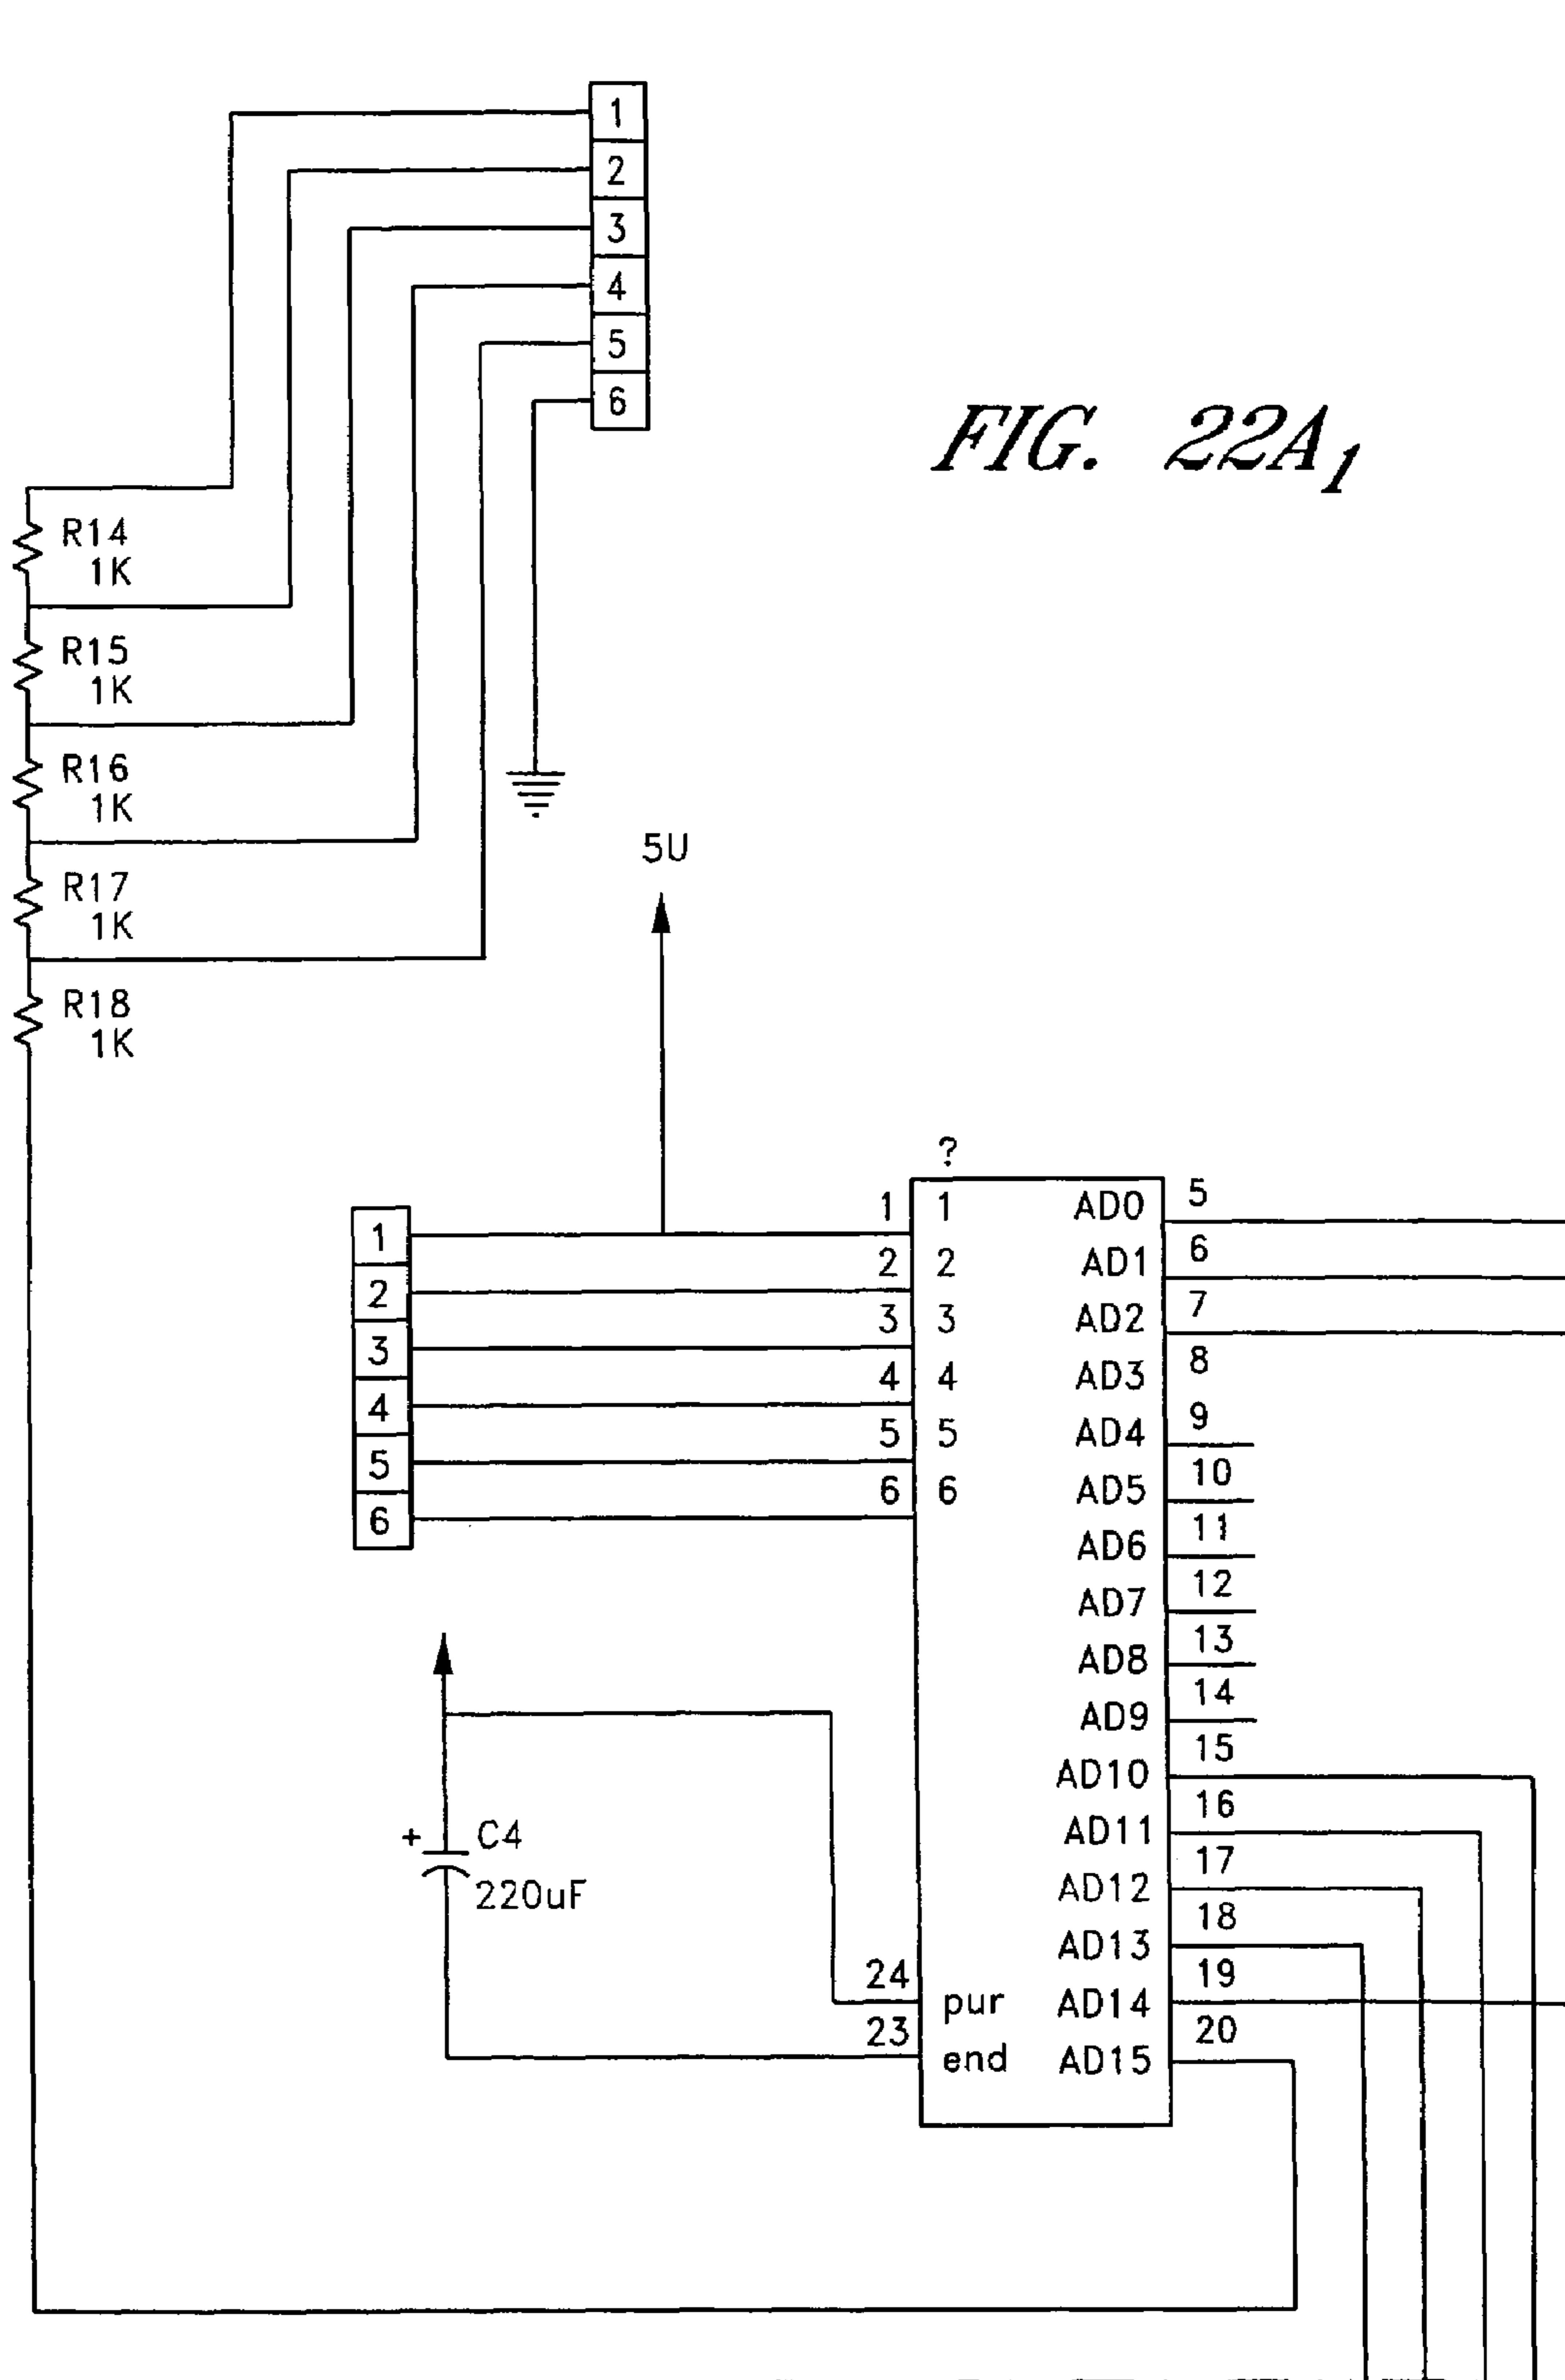 1
2
3
4
5
6
FIG. 22A1
R14
1K
R15
1K
R16
1K
R17
1K
R18
1K
5U
?
1
2
3
4
5
6
1 1 AD0 5
2 2 AD1 6
3 3 AD2 7
4 4 AD3 8
5 5 AD4 9
6 6 AD5 10
AD6 11
AD7 12
AD8 13
AD9 14
AD10 15
AD11 16
AD12 17
AD13 18
24 pur AD14 19
23 end AD15 20
+ C4
220uF